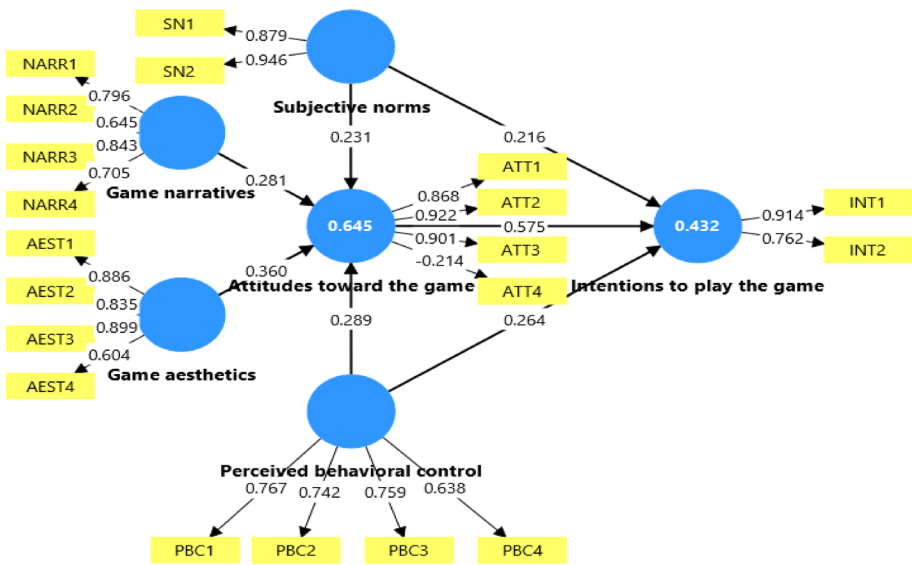 SN1
0.879
SN2
0.946
Subjective norms
NARR1
0.796
NARR2
0.645
NARR3
0.843
NARR4
0.705
Game narratives
0.281
0.231
0.216
AEST1
0.886
AEST2
0.835
AEST3
0.899
AEST4
0.604
Game aesthetics
0.360
0.645
Attitudes toward the game
ATT1
0.868
ATT2
0.922
0.575
ATT3
0.901
ATT4
-0.214
0.432
Intentions to play the game
INT1
0.914
INT2
0.762
0.289
0.264
Perceived behavioral control
0.767
0.742
0.759
0.638
PBC1
PBC2
PBC3
PBC4